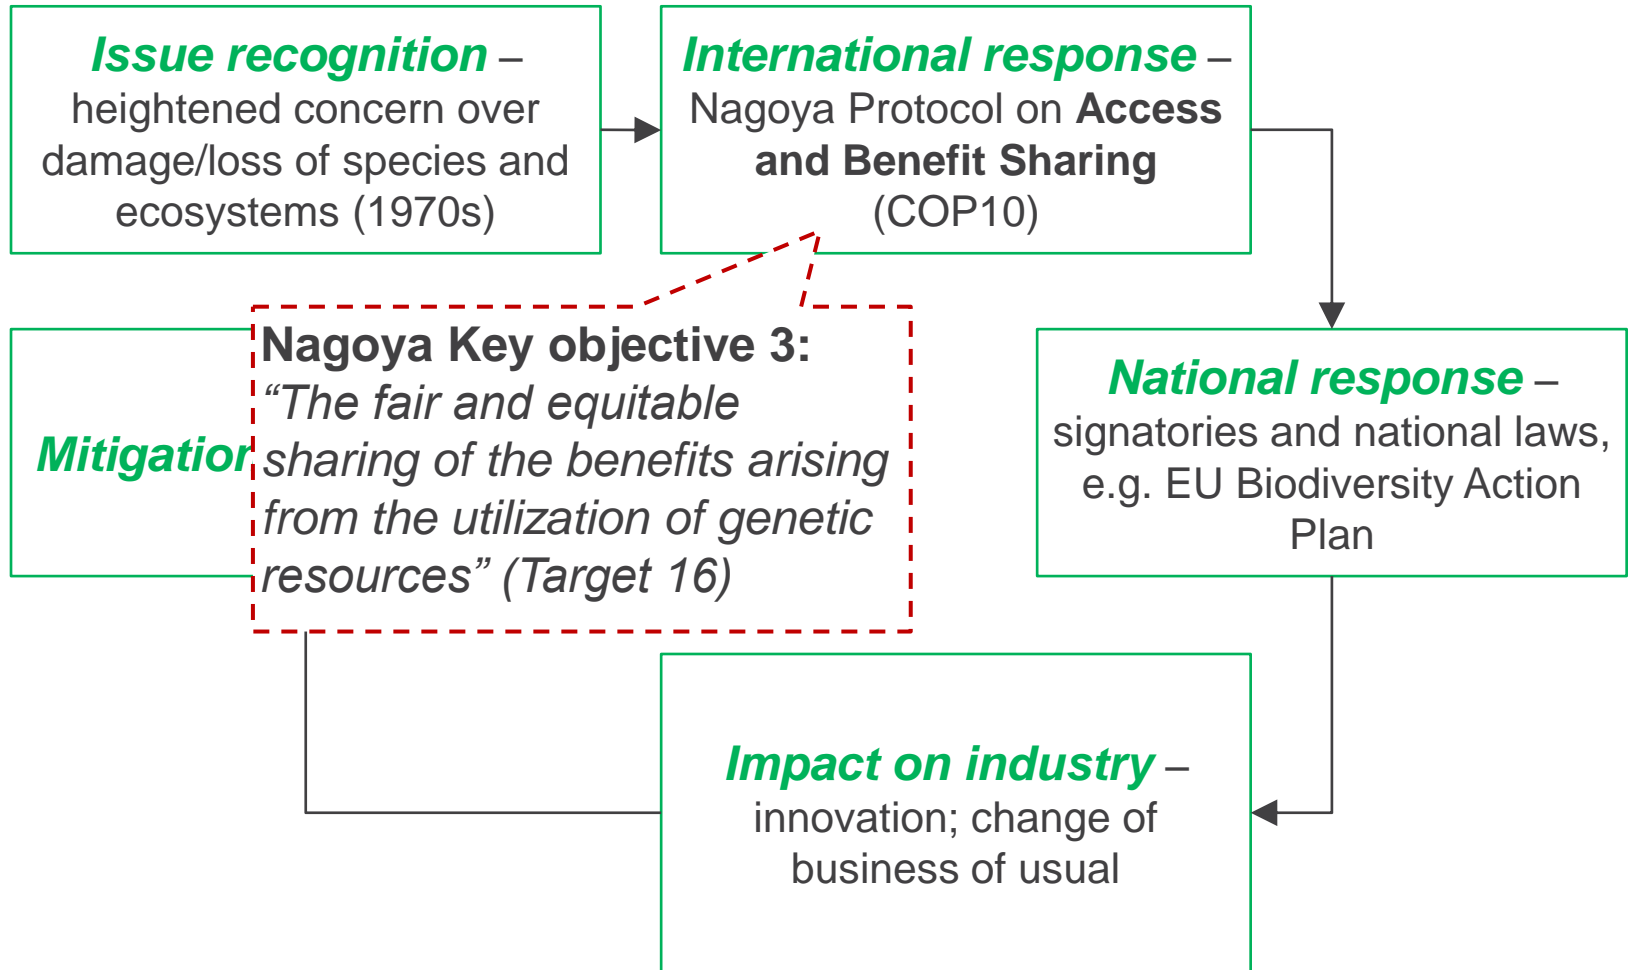 Issue recognition –
heightened concern over
damage/loss of species and
ecosystems (1970s)
International response –
Nagoya Protocol on Access
and Benefit Sharing
(COP10)
Nagoya Key objective 3:
“The fair and equitable
sharing of the benefits arising
from the utilization of genetic
resources” (Target 16)
Mitigation
National response –
signatories and national laws,
e.g. EU Biodiversity Action
Plan
Impact on industry –
innovation; change of
business of usual